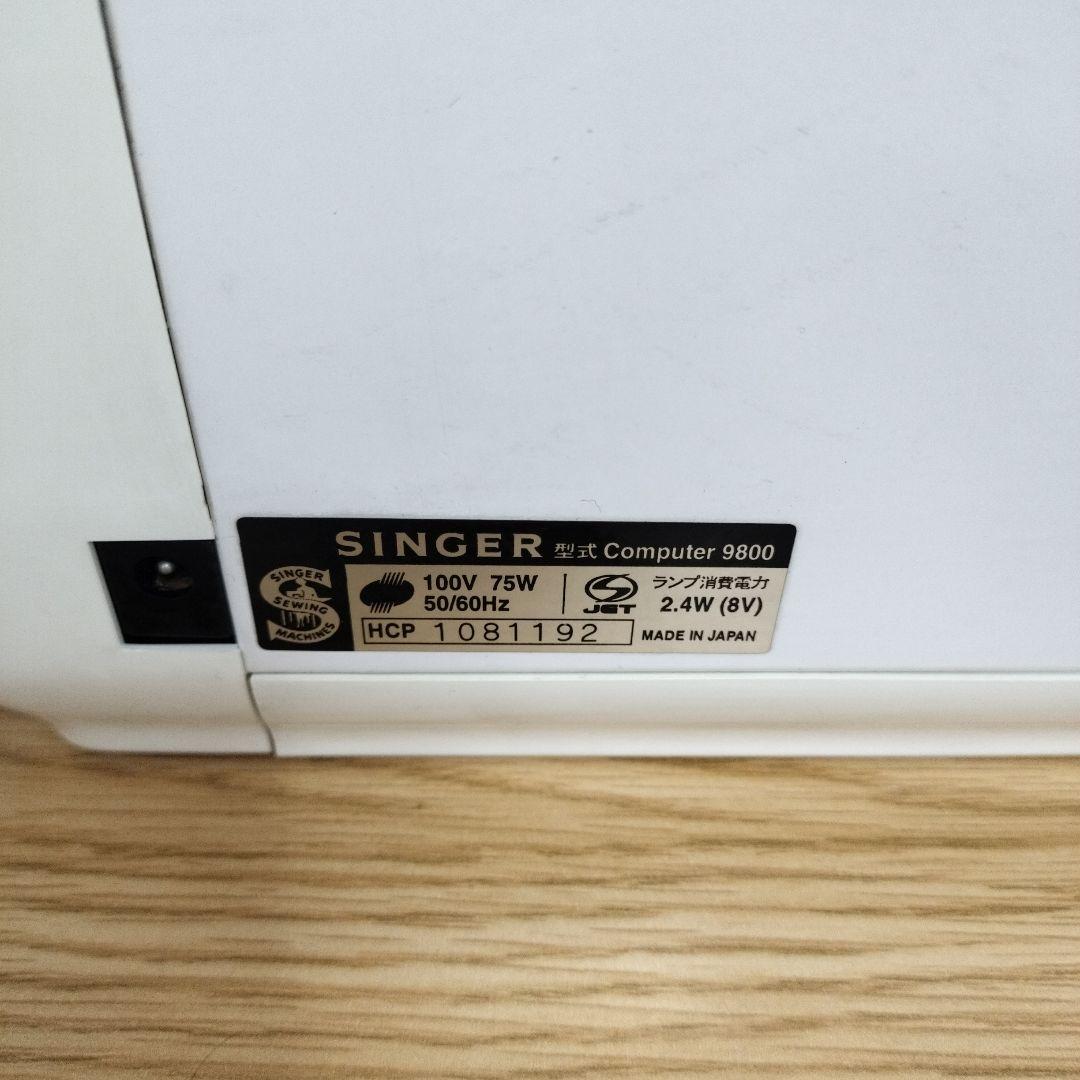 SINGER 型式 Computer 9800
SINGER
SEWING
MACHINES
100V 75W
50/60Hz
JET
ランプ消費電力
2.4W (8V)
HCP 1081192
MADE IN JAPAN